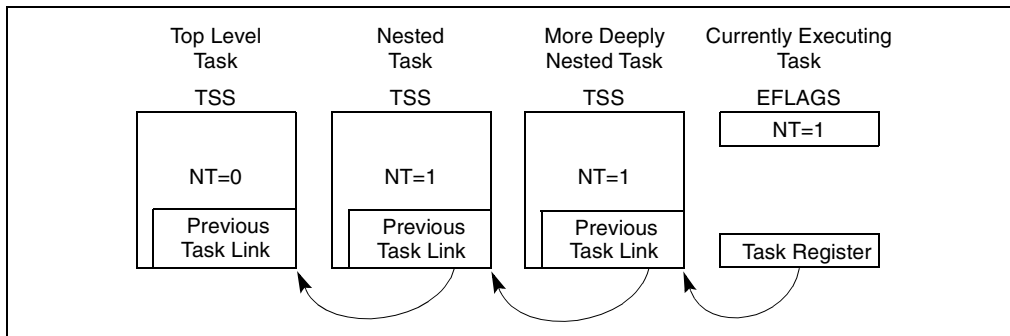 Top Level
Task
Nested
Task
More Deeply
Nested Task
Currently Executing
Task
TSS
TSS
TSS
EFLAGS
NT=1
NT=0
NT=1
NT=1
Previous
Task Link
Previous
Task Link
Previous
Task Link
Task Register